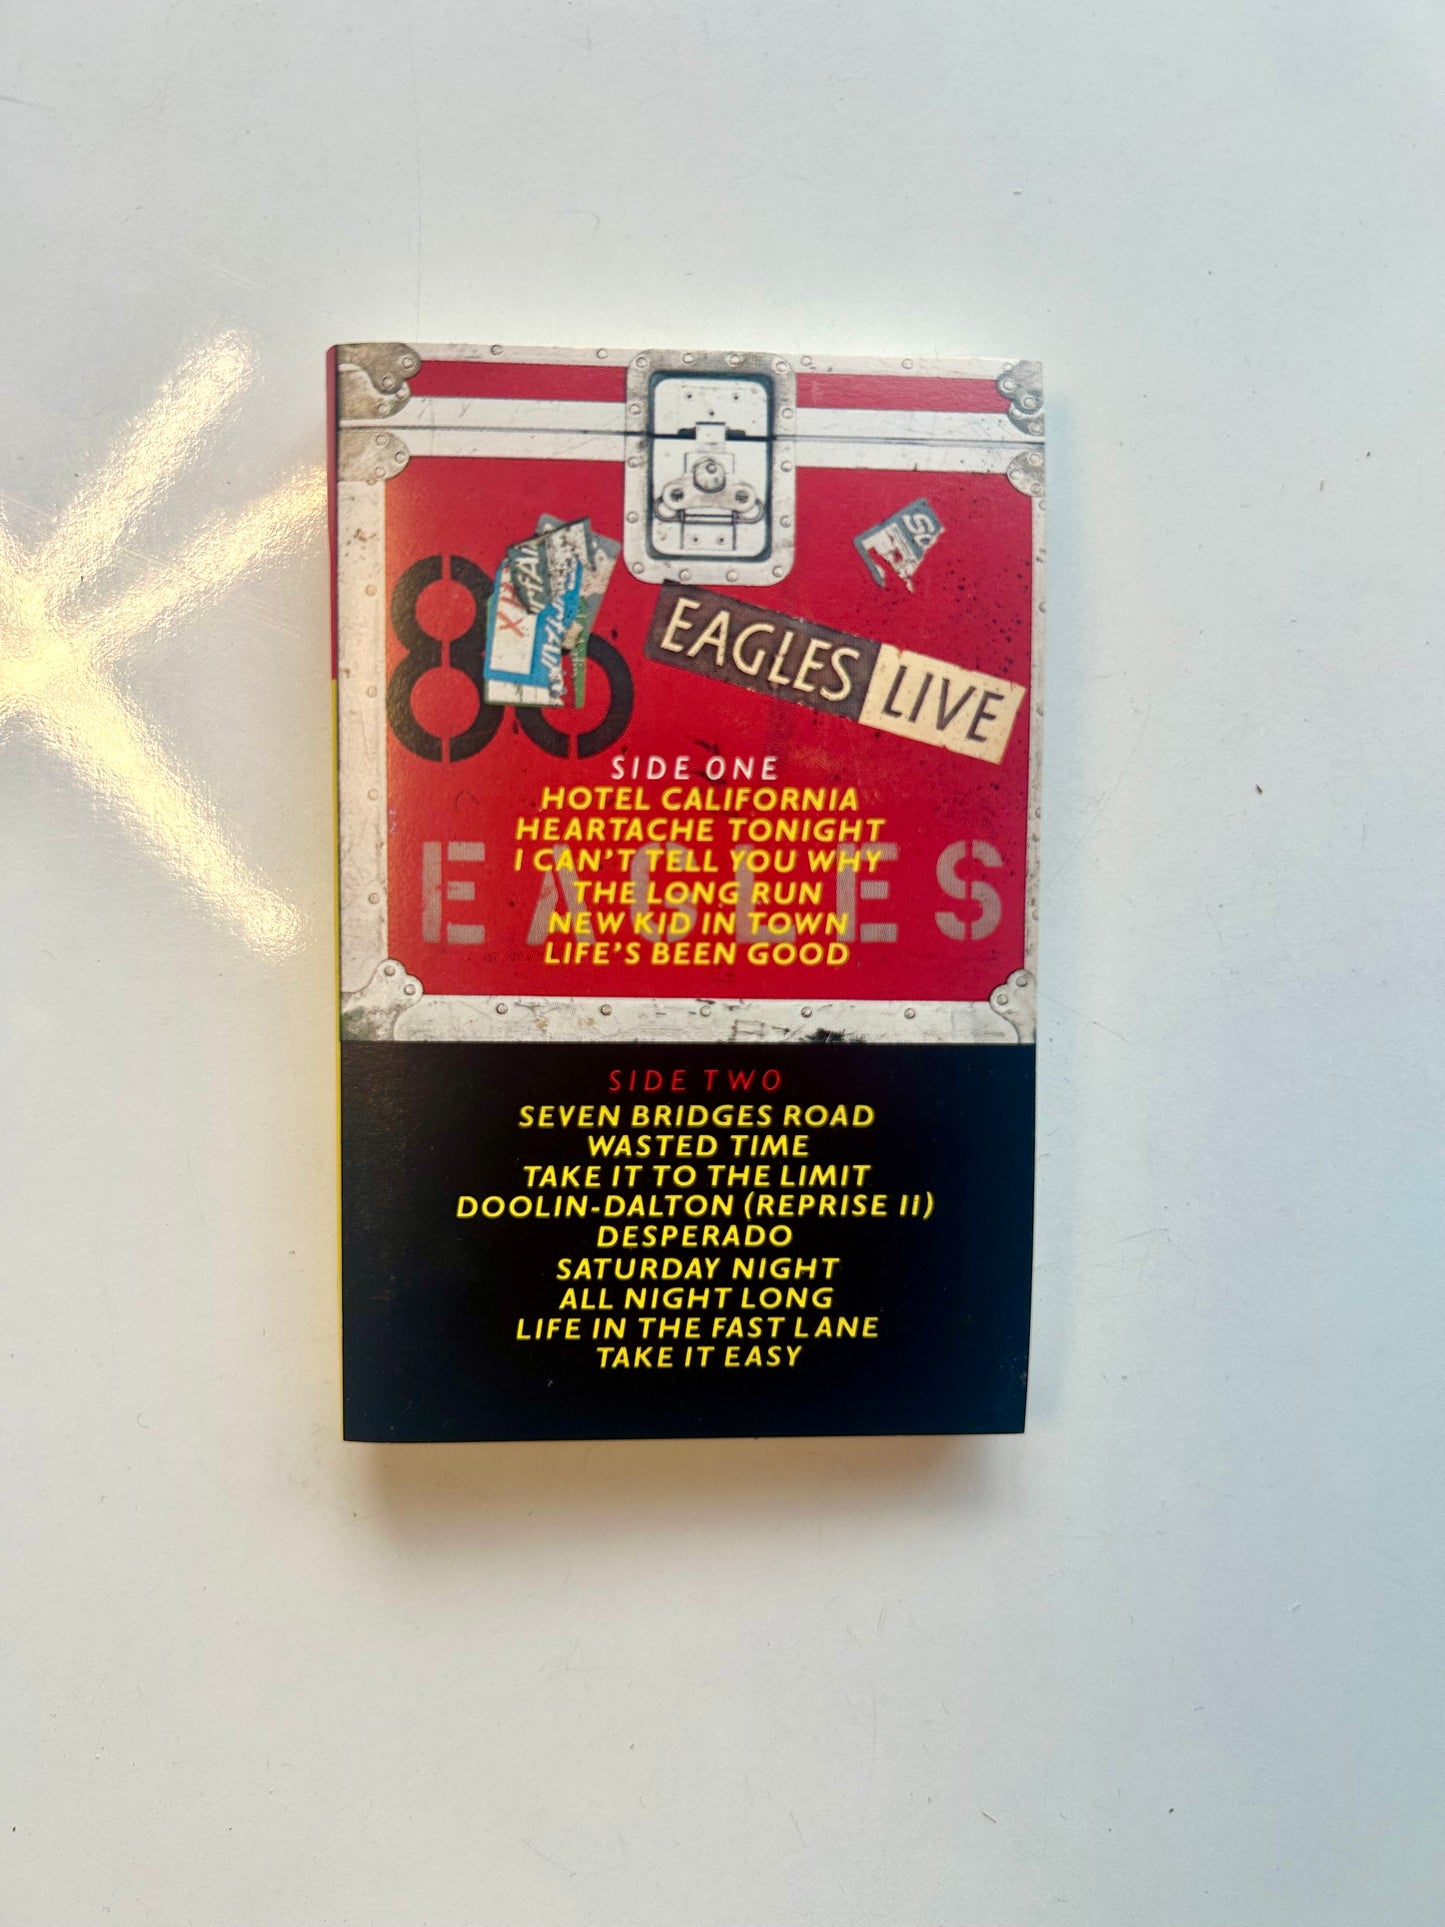 EAGLES LIVE
SIDE ONE
HOTEL CALIFORNIA
HEARTACHE TONIGHT
I CAN'T TELL YOU WHY
THE LONG RUN
NEW KID IN TOWN
LIFE'S BEEN GOOD
EAGLES
SIDE TWO
SEVEN BRIDGES ROAD
WASTED TIME
TAKE IT TO THE LIMIT
DOOLIN-DALTON (REPRISE II)
DESPERADO
SATURDAY NIGHT
ALL NIGHT LONG
LIFE IN THE FAST LANE
TAKE IT EASY